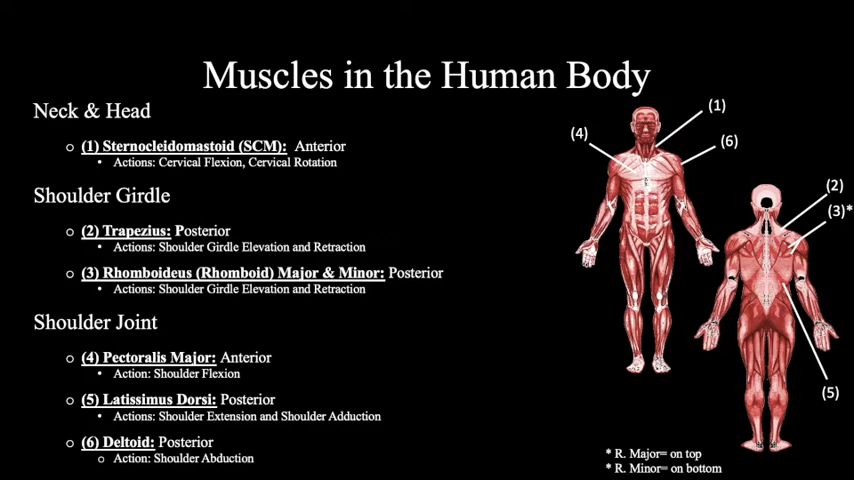 Muscles in the Human Body
Neck & Head
(1) Sternocleidomastoid (SCM): Anterior
Actions: Cervical Flexion, Cervical Rotation
Shoulder Girdle
(2) Trapezius: Posterior
Actions: Shoulder Girdle Elevation and Retraction
(3) Rhomboideus (Rhomboid) Major & Minor: Posterior
Actions: Shoulder Girdle Elevation and Retraction
Shoulder Joint
(4) Pectoralis Major: Anterior
Action: Shoulder Flexion
(5) Latissimus Dorsi: Posterior
Actions: Shoulder Extension and Shoulder Adduction
(6) Deltoid: Posterior
Action: Shoulder Abduction
(1)
(4)
(6)
(2)
(3)*
(5)
* R. Major= on top
* R. Minor= on bottom